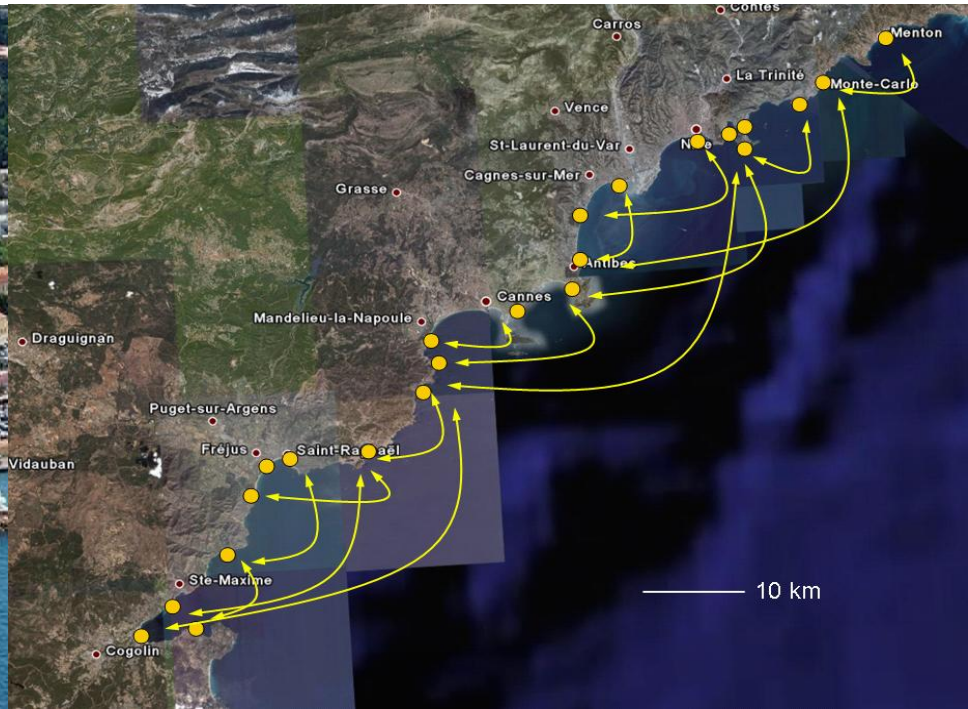 Contes
Carros
Menton
La Trinité
Monte-Carlo
Vence
St-Laurent-du-Var
Nice
Cagnes-sur-Mer
Grasse
Antibes
Cannes
Mandelieu-la-Napoule
Draguignan
Puget-sur-Argens
Fréjus
Saint-Raphaël
Vidauban
Ste-Maxime
10 km
Cogolin